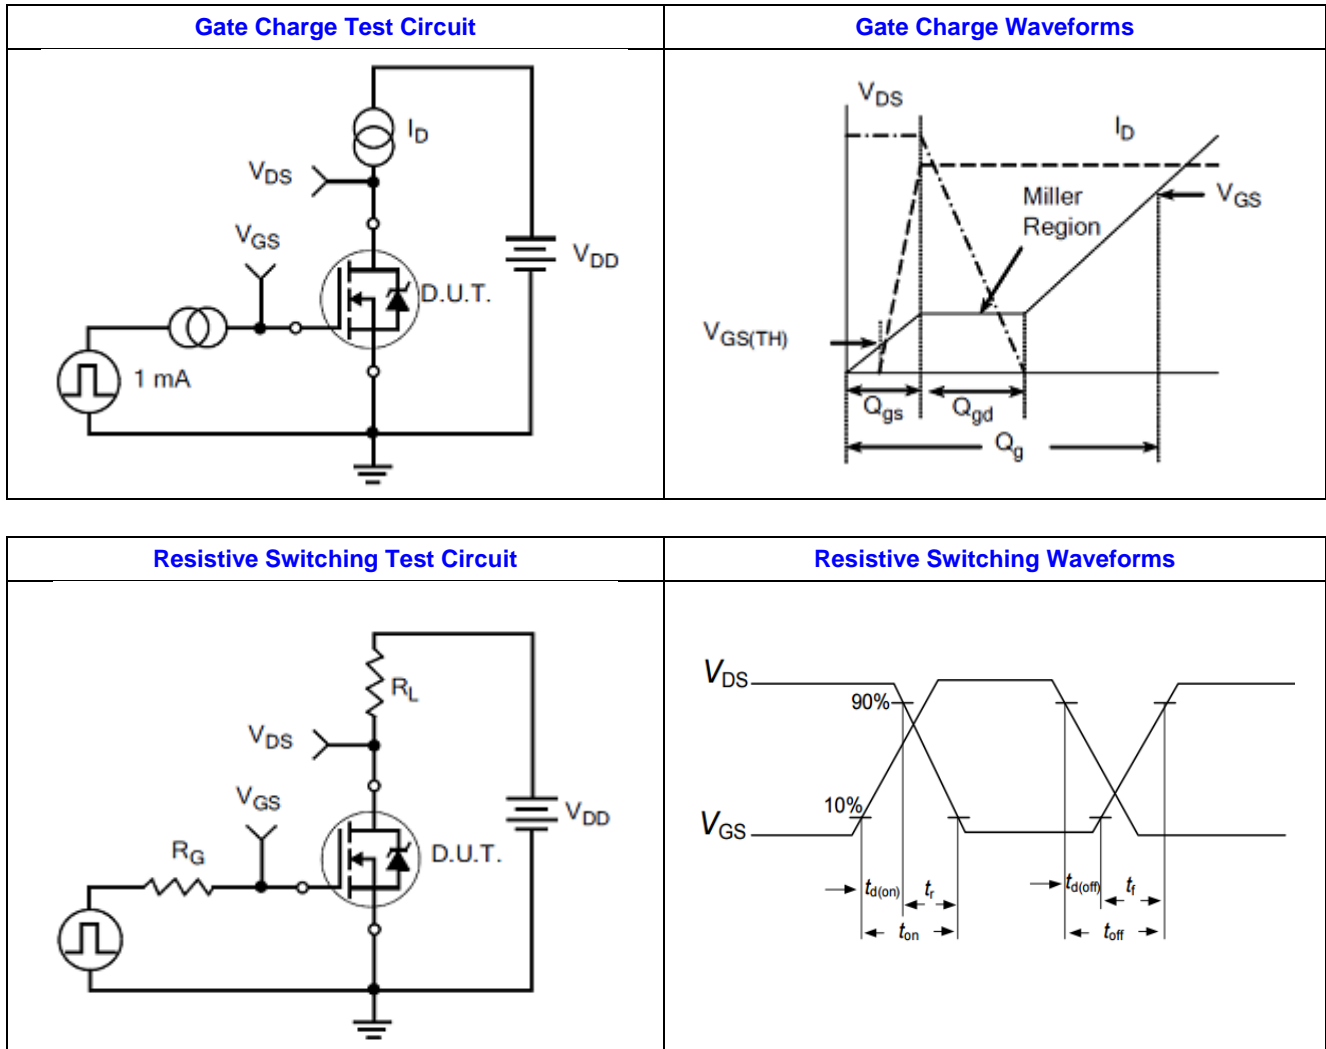 Gate Charge Test Circuit
Gate Charge Waveforms
ID
VDS
VGS
VDD
D.U.T.
1 mA
VDS
ID
Miller
Region
VGS
VGS(TH)
Qgs
Qgd
Qg
Resistive Switching Test Circuit
Resistive Switching Waveforms
RL
VDS
VGS
VDD
RG
D.U.T.
VDS
90%
10%
VGS
td(on)
tr
td(off)
tf
ton
toff